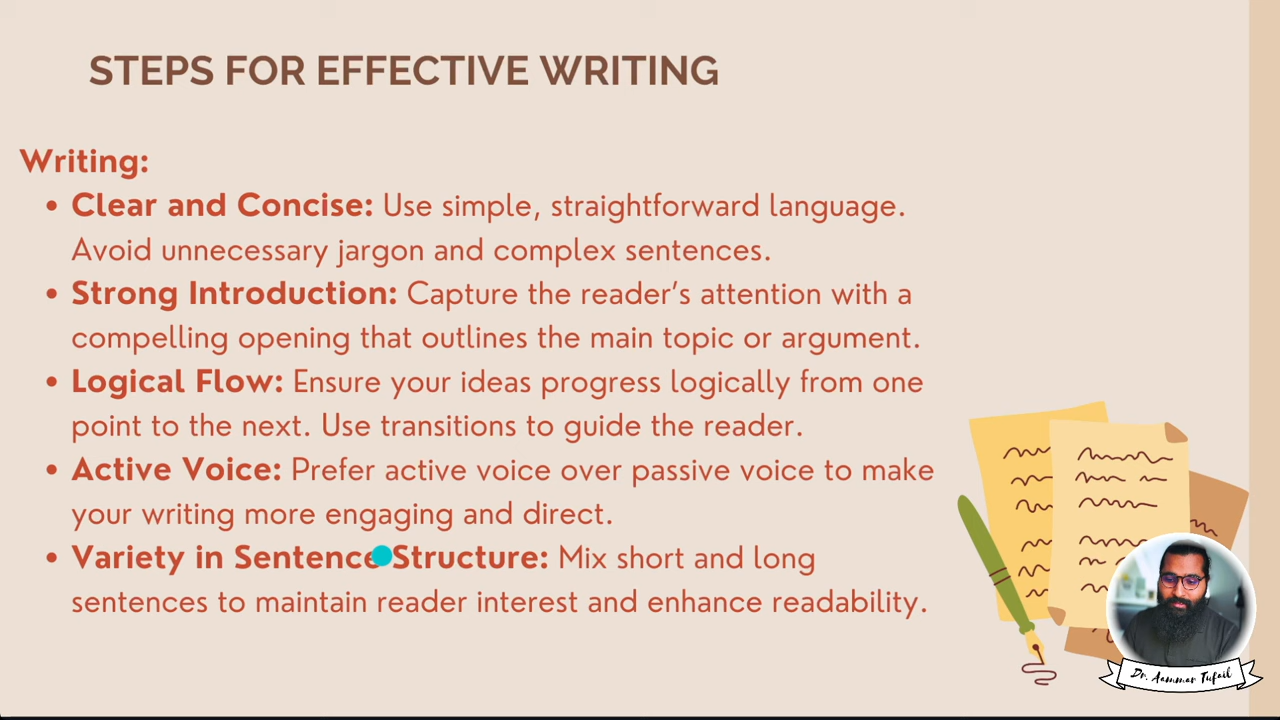 STEPS FOR EFFECTIVE WRITING
Writing:
• Clear and Concise: Use simple, straightforward language.
Avoid unnecessary jargon and complex sentences.
• Strong Introduction: Capture the reader’s attention with a
compelling opening that outlines the main topic or argument.
• Logical Flow: Ensure your ideas progress logically from one
point to the next. Use transitions to guide the reader.
• Active Voice: Prefer active voice over passive voice to make
your writing more engaging and direct.
• Variety in Sentence Structure: Mix short and long
sentences to maintain reader interest and enhance readability.
Dr. Aammar Tufail